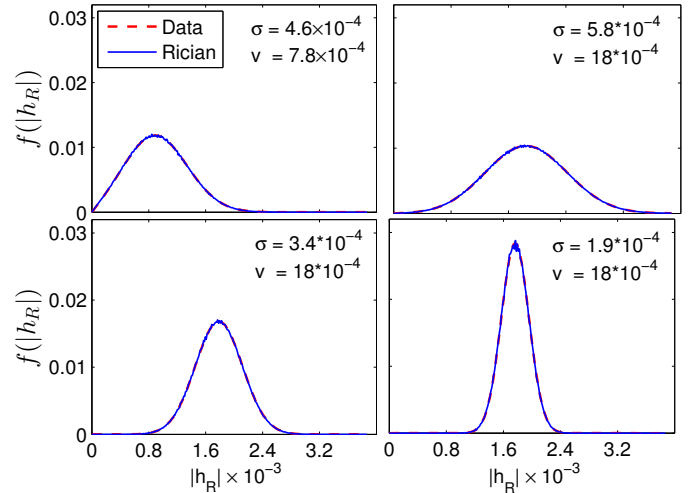 0.03
0.02
0.01
0
f(|h_R|)
Data
Rician
σ = 4.6×10⁻⁴
v = 7.8×10⁻⁴
σ = 5.8*10⁻⁴
v = 18*10⁻⁴
0.03
0.02
0.01
0
f(|h_R|)
σ = 3.4*10⁻⁴
v = 18*10⁻⁴
σ = 1.9*10⁻⁴
v = 18*10⁻⁴
0 0.8 1.6 2.4 3.2
|h_R| × 10⁻³
0 0.8 1.6 2.4 3.2
|h_R| × 10⁻³